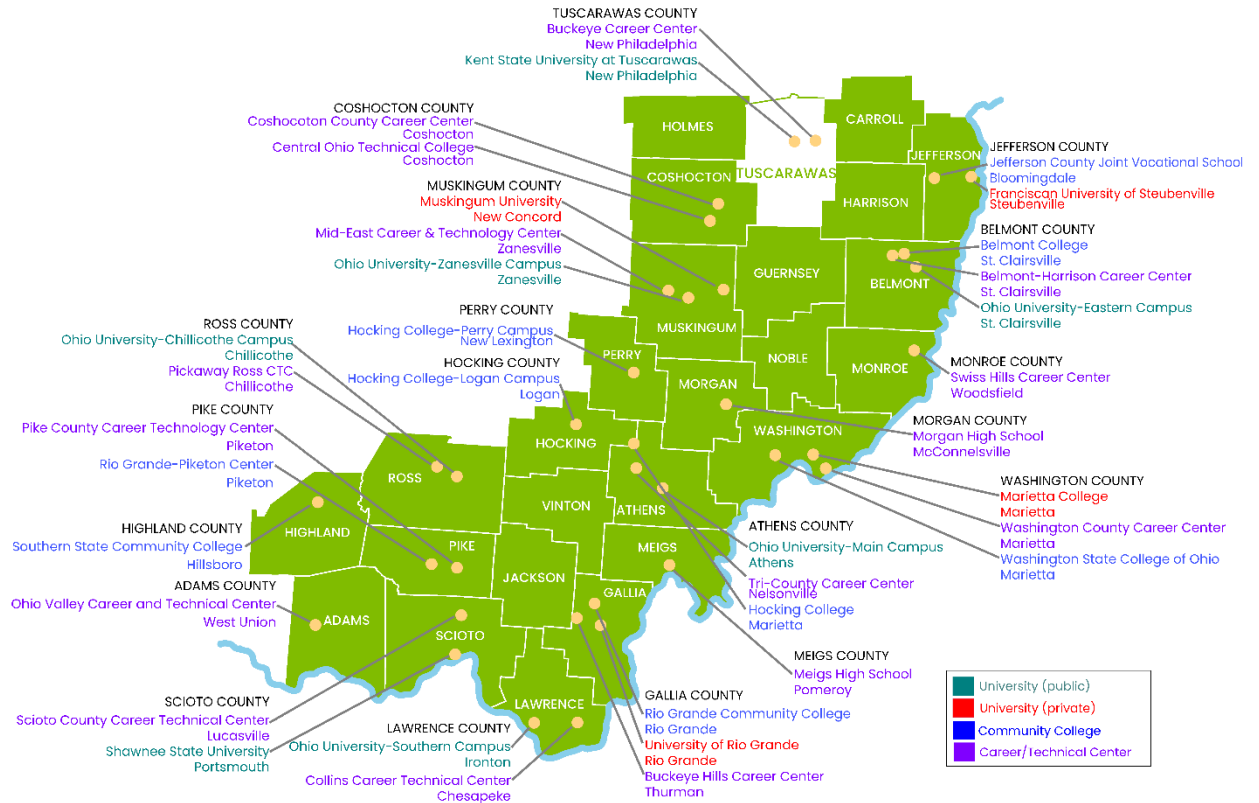 TUSCARAWAS COUNTY
Buckeye Career Center
New Philadelphia
Kent State University at Tuscarawas
New Philadelphia
COSHOCTON COUNTY
Coshocoton County Career Center
Coshocton
Central Ohio Technical College
Coshocton
MUSKINGUM COUNTY
Muskingum University
New Concord
Mid-East Career & Technology Center
Zanesville
Ohio University-Zanesville Campus
Zanesville
PERRY COUNTY
Hocking College-Perry Campus
New Lexington
HOCKING COUNTY
Hocking College-Logan Campus
Logan
ROSS COUNTY
Ohio University-Chillicothe Campus
Chillicothe
Pickaway Ross CTC
Chillicothe
PIKE COUNTY
Pike County Career Technology Center
Piketon
Rio Grande-Piketon Center
Piketon
HIGHLAND COUNTY
Southern State Community College
Hillsboro
ADAMS COUNTY
Ohio Valley Career and Technical Center
West Union
SCIOTO COUNTY
Scioto County Career Technical Center
Lucasville
Shawnee State University
Portsmouth
LAWRENCE COUNTY
Ohio University-Southern Campus
Ironton
Collins Career Technical Center
Chesapeke
HOLMES
CARROLL
JEFFERSON
TUSCARAWAS
COSHOCTON
HARRISON
GUERNSEY
BELMONT
MUSKINGUM
NOBLE
MONROE
PERRY
MORGAN
WASHINGTON
HOCKING
ROSS
VINTON
ATHENS
HIGHLAND
PIKE
MEIGS
JACKSON
GALLIA
ADAMS
SCIOTO
LAWRENCE
JEFFERSON COUNTY
Jefferson County Joint Vocational School
Bloomingdale
Franciscan University of Steubenville
Steubenville
BELMONT COUNTY
Belmont College
St. Clairsville
Belmont-Harrison Career Center
St. Clairsville
Ohio University-Eastern Campus
St. Clairsville
MONROE COUNTY
Swiss Hills Career Center
Woodsfield
MORGAN COUNTY
Morgan High School
McConnelsville
WASHINGTON COUNTY
Marietta College
Marietta
Washington County Career Center
Marietta
Washington State College of Ohio
Marietta
ATHENS COUNTY
Ohio University-Main Campus
Athens
Tri-County Career Center
Nelsonville
Hocking College
Marietta
MEIGS COUNTY
Meigs High School
Pomeroy
GALLIA COUNTY
Rio Grande Community College
Rio Grande
University of Rio Grande
Rio Grande
Buckeye Hills Career Center
Thurman
University (public)
University (private)
Community College
Career/Technical Center